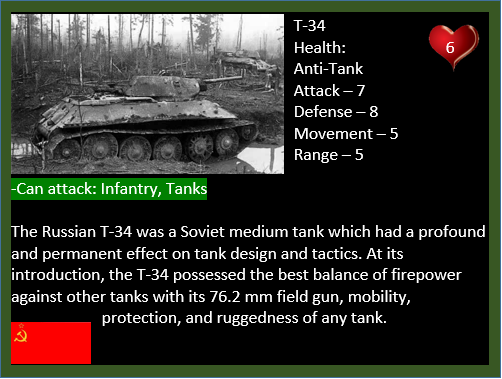 T-34
Health:
6
Anti-Tank
Attack – 7
Defense – 8
Movement – 5
Range – 5
-Can attack: Infantry, Tanks
The Russian T-34 was a Soviet medium tank which had a profound
and permanent effect on tank design and tactics. At its
introduction, the T-34 possessed the best balance of firepower
against other tanks with its 76.2 mm field gun, mobility,
protection, and ruggedness of any tank.